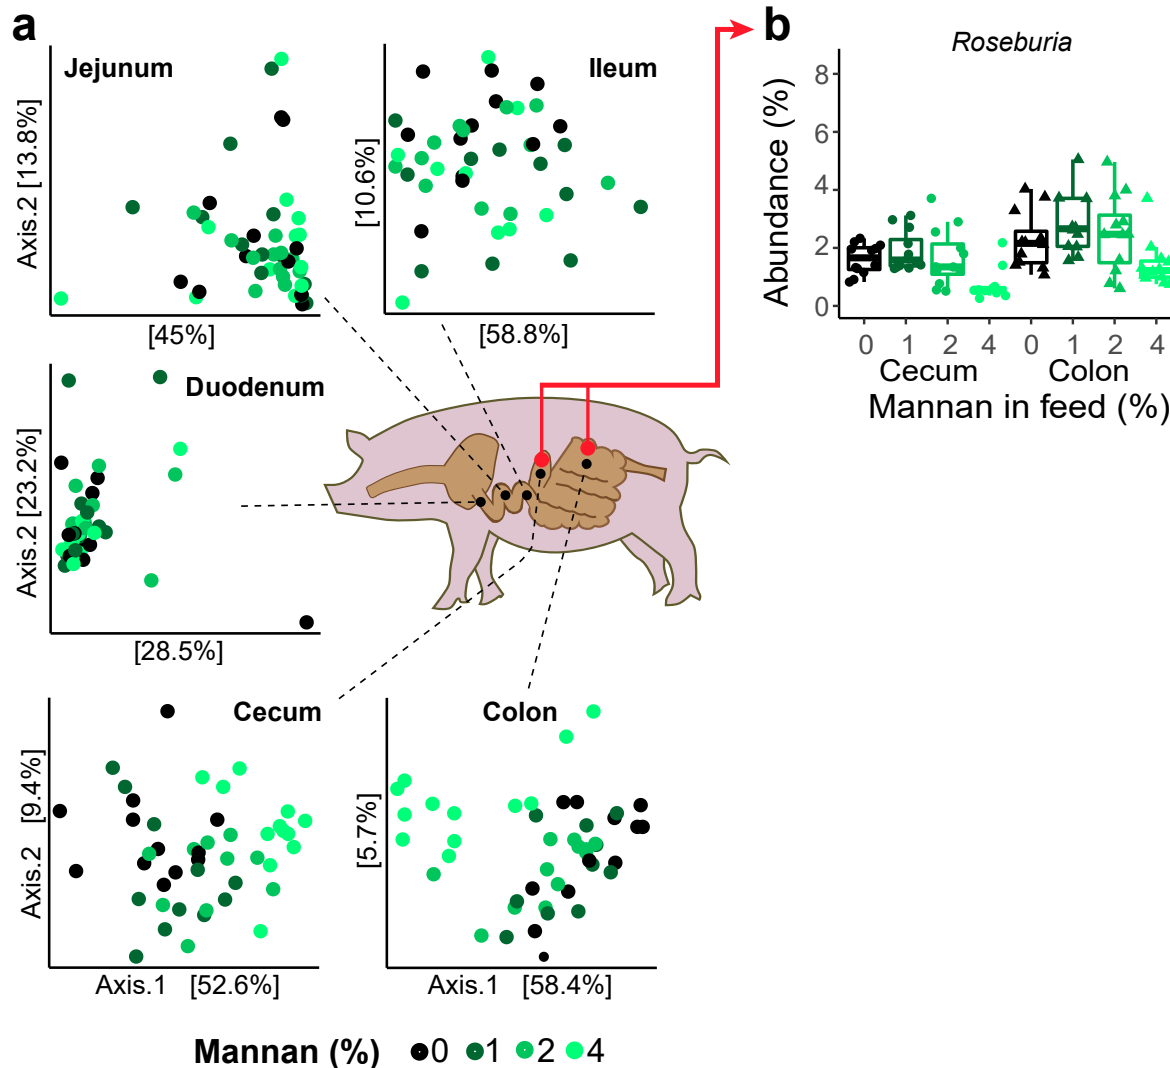 a
Jejunum
Axis.2 [13.8%]
[45%]
Ileum
[10.6%]
[58.8%]
Duodenum
Axis.2 [23.2%]
[28.5%]
Cecum
Axis.2 [9.4%]
Axis.1 [52.6%]
Colon
[5.7%]
Axis.1 [58.4%]
Mannan (%) 0 1 2 4
b
Roseburia
Abundance (%)
8
6
4
2
0
0 1 2 4 0 1 2 4
Cecum Colon
Mannan in feed (%)